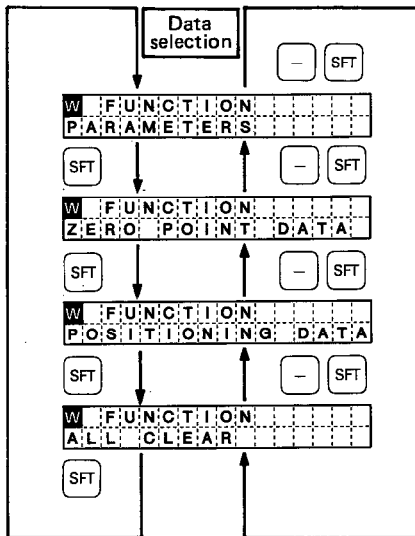 Data
selection
– SFT
W FUNCTION
PARAMETERS
SFT – SFT
W FUNCTION
ZERO POINT DATA
SFT – SFT
W FUNCTION
POSITIONING DATA
SFT – SFT
W FUNCTION
ALL CLEAR
SFT